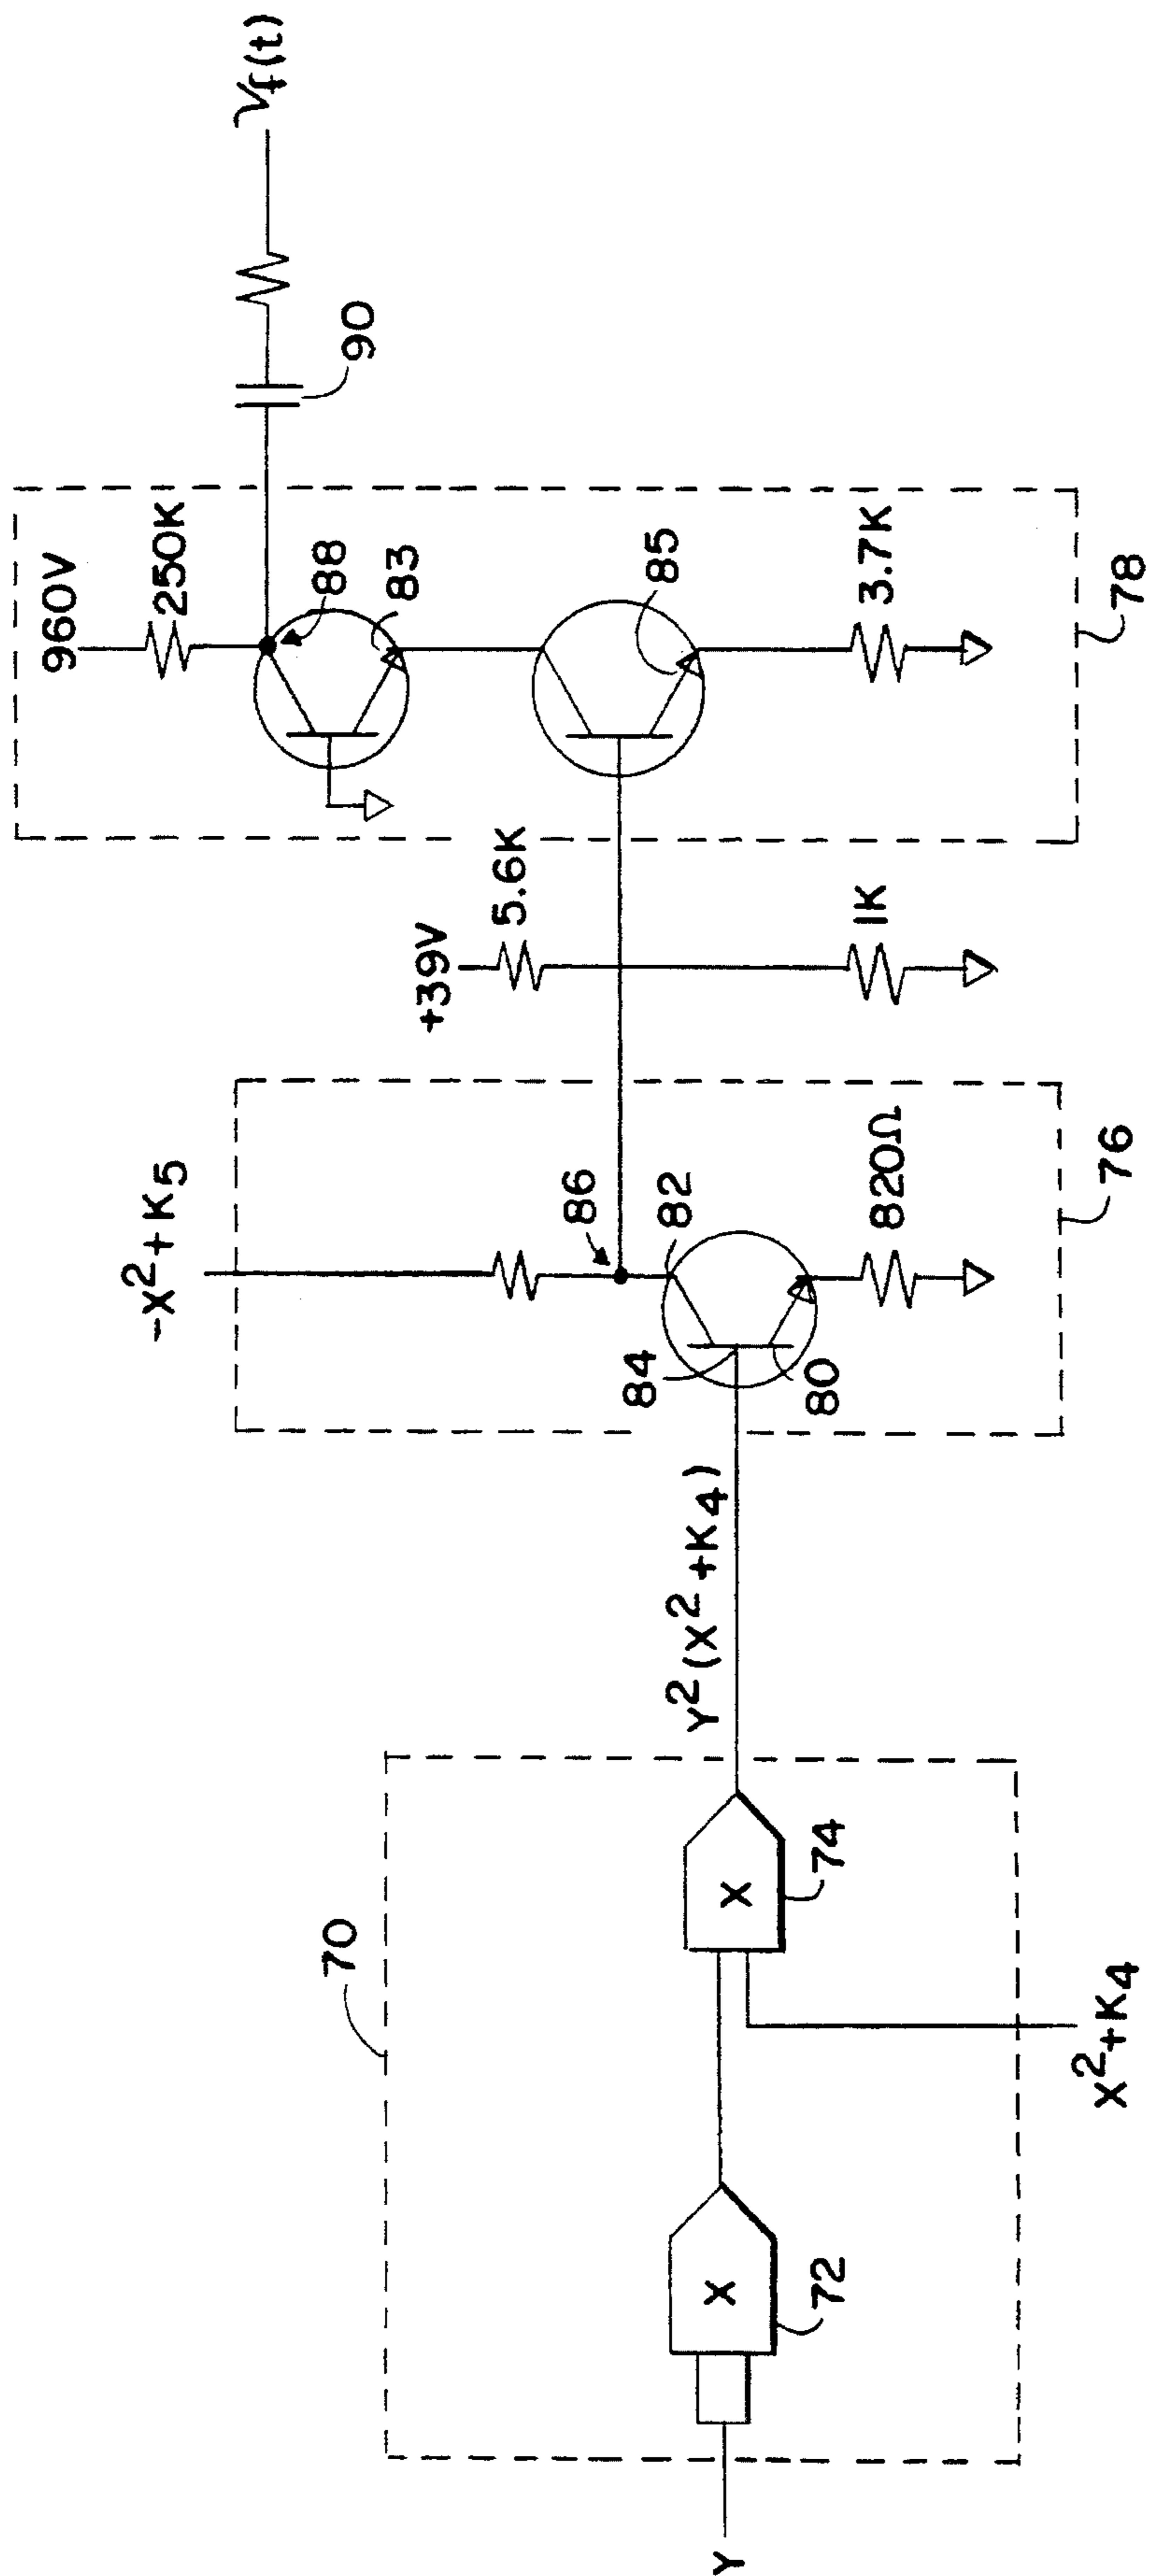 Y
70
X
72
X
74
X²+K₄
Y²(X²+K₄)
-X²+K₅
86
82
84
80
820Ω
76
+39V
5.6K
1K
960V
250K
88
83
85
3.7K
78
90
Vf(t)